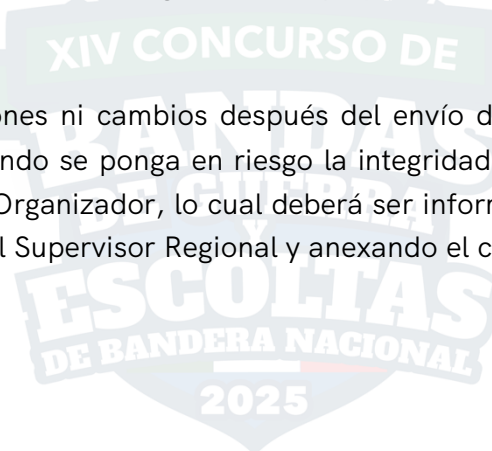 XIV CONCURSO DE
ones ni cambios después del envío d
BANDAS
ndo se ponga en riesgo la integridad
DE GUERRA
Organizador, lo cual deberá ser infor
Y
l Supervisor Regional y anexando el c
ESCOLTAS
DE BANDERA NACIONAL
2025